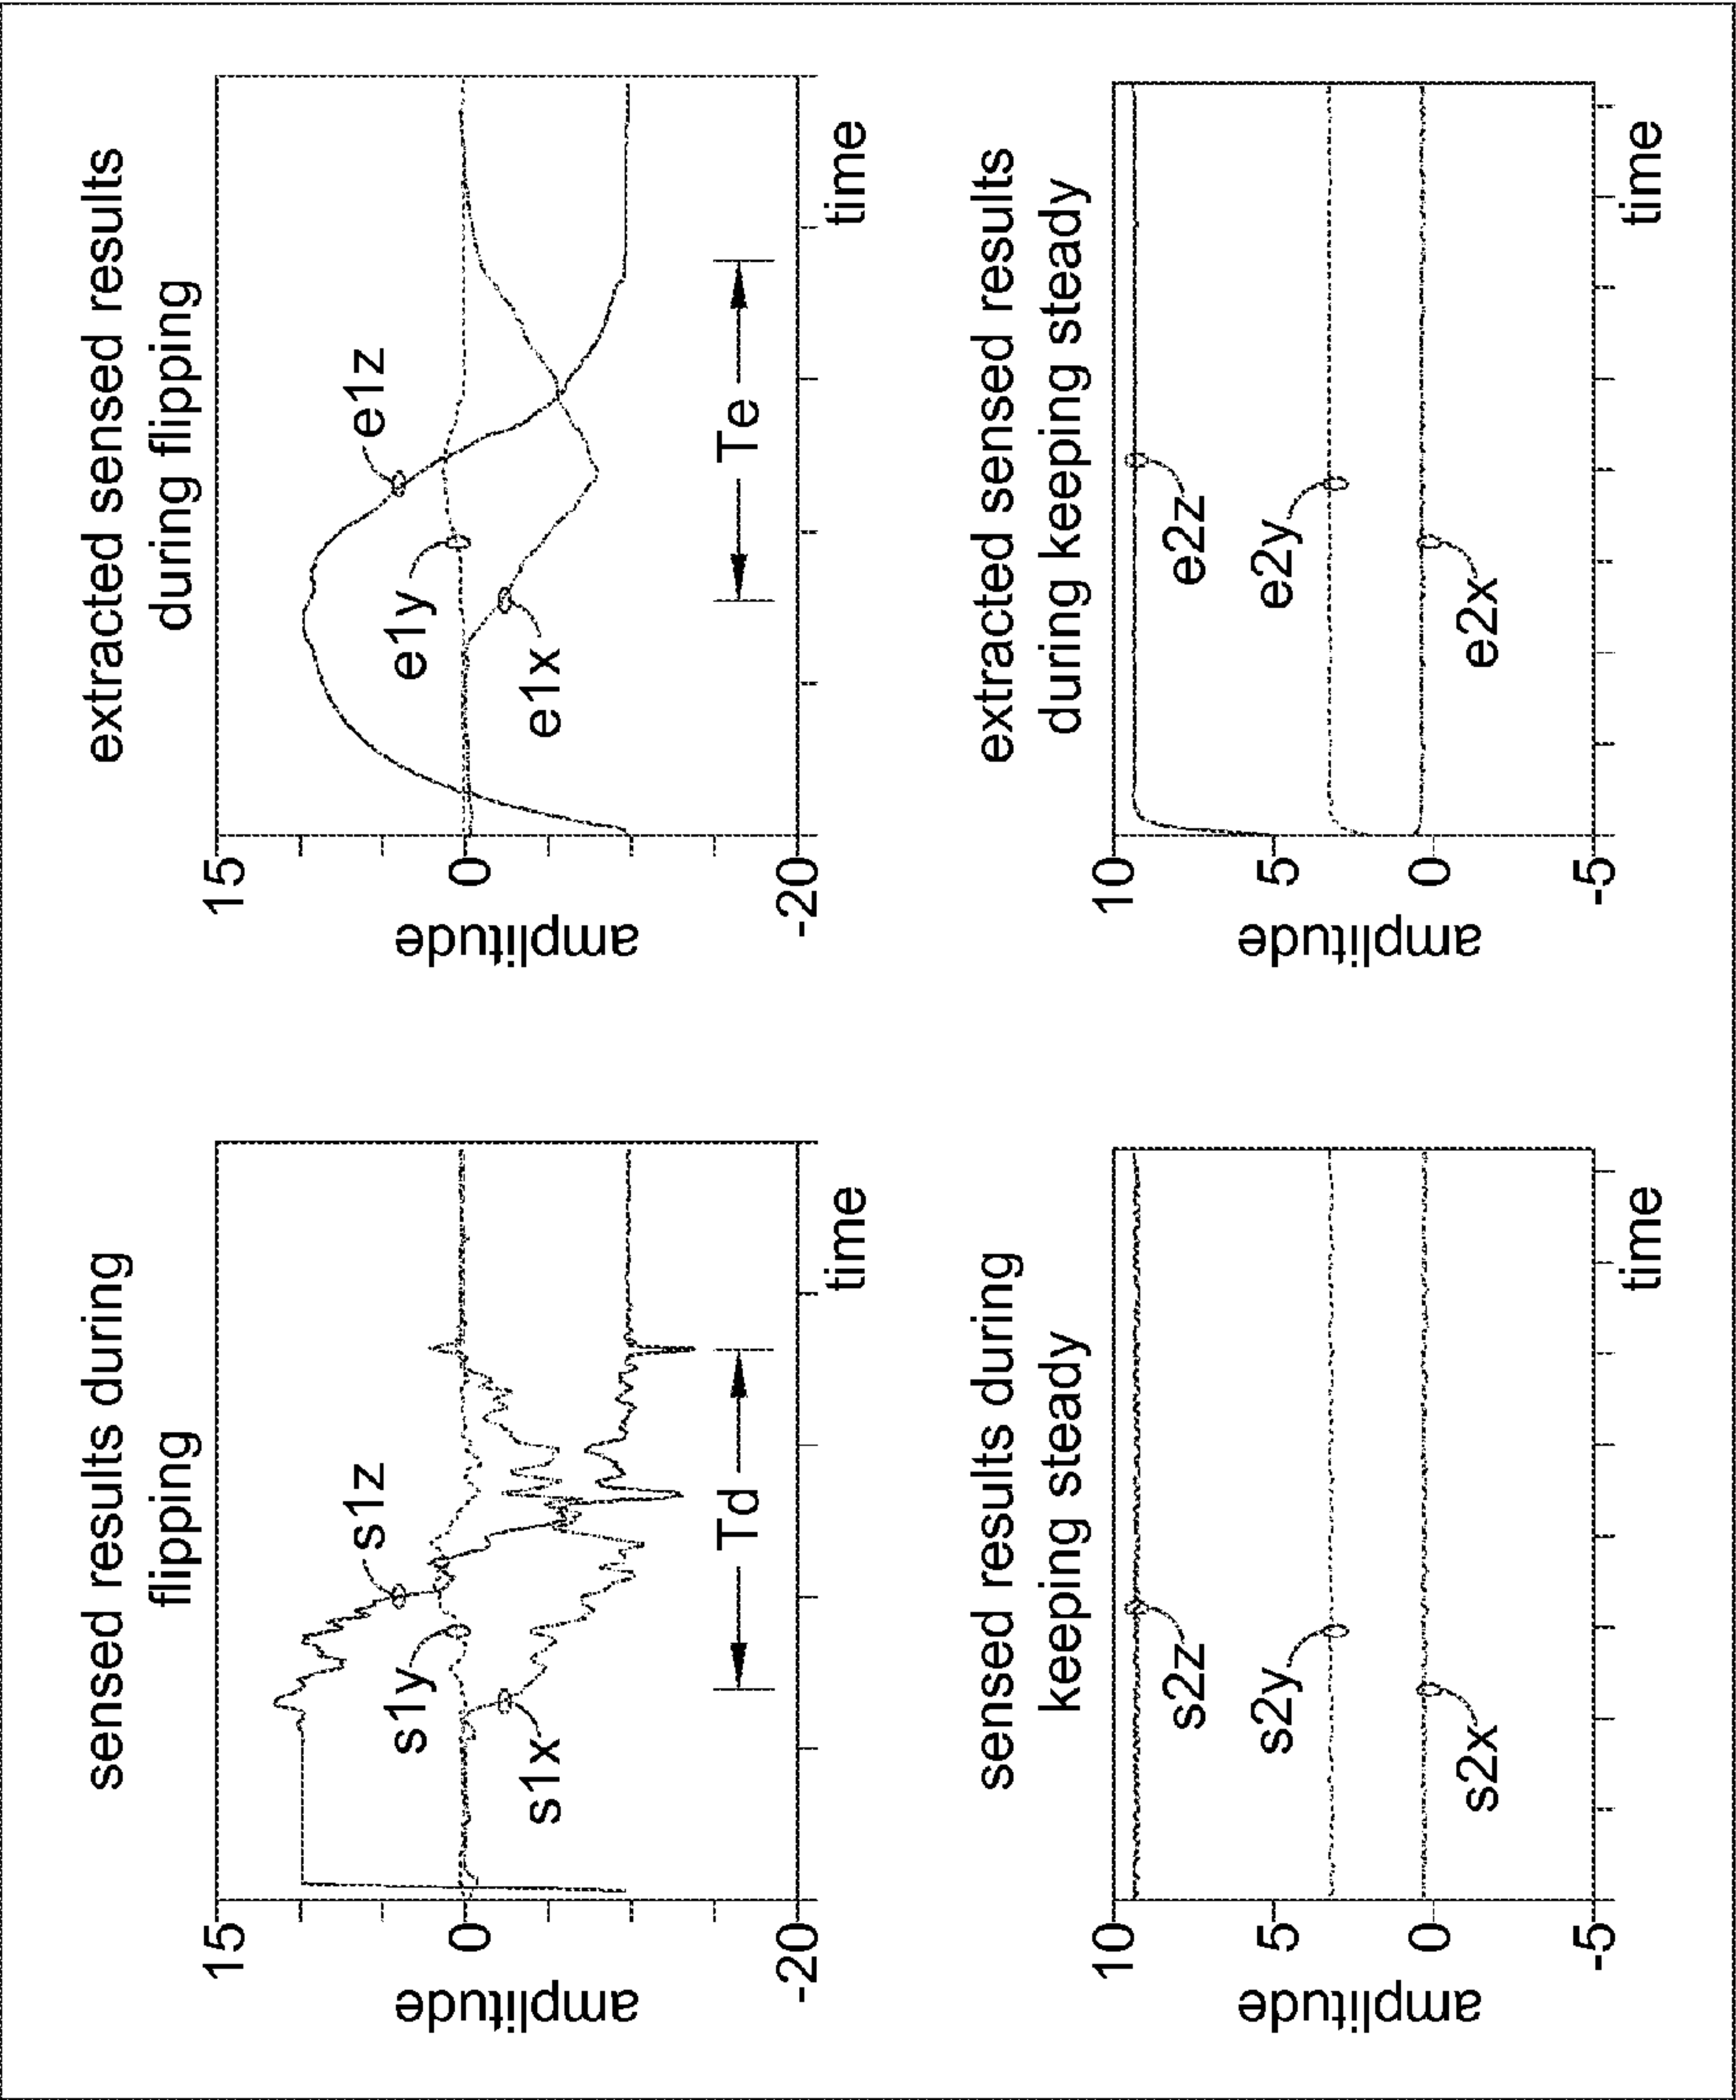 sensed results during
flipping
amplitude
15
0
-20
s1z
s1y
s1x
Td
time
extracted sensed results
during flipping
amplitude
15
0
-20
e1z
e1y
e1x
Te
time
sensed results during
keeping steady
amplitude
10
5
0
-5
s2z
s2y
s2x
time
extracted sensed results
during keeping steady
amplitude
10
5
0
-5
e2z
e2y
e2x
time